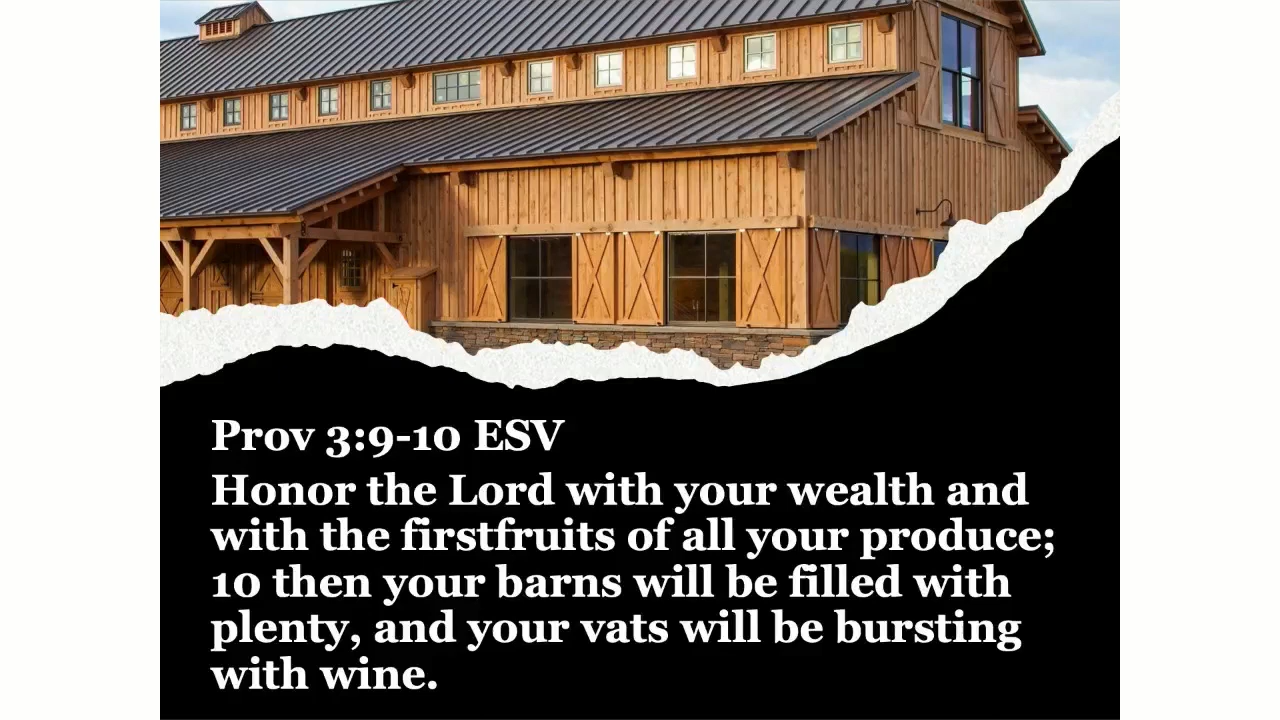 Prov 3:9-10 ESV
Honor the Lord with your wealth and
with the firstfruits of all your produce;
10 then your barns will be filled with
plenty, and your vats will be bursting
with wine.